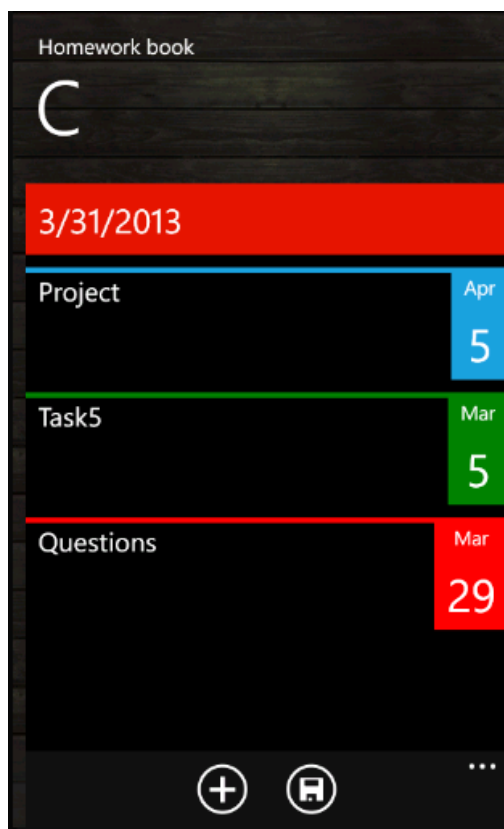 Homework book
C
3/31/2013
Project
Apr
5
Task5
Mar
5
Questions
Mar
29